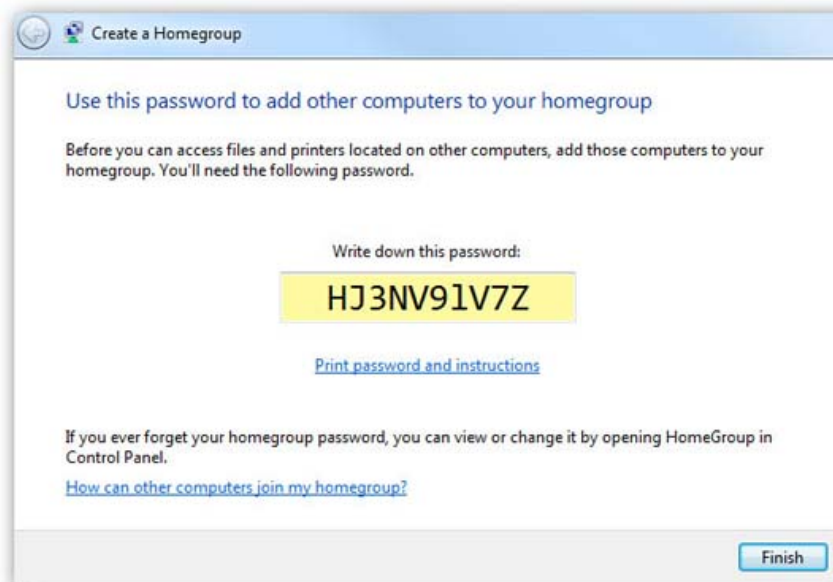 Create a Homegroup
Use this password to add other computers to your homegroup
Before you can access files and printers located on other computers, add those computers to your
homegroup. You'll need the following password.
Write down this password:
HJ3NV9lV7Z
Print password and instructions
If you ever forget your homegroup password, you can view or change it by opening HomeGroup in
Control Panel.
How can other computers join my homegroup?
Finish